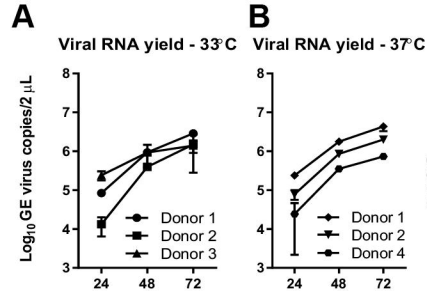 A
B
Viral RNA yield - 33°C
Viral RNA yield - 37°C
Log10 GE virus copies/2 µL
8
7
6
5
4
3
Donor 1
Donor 2
Donor 3
24 48 72
8
7
6
5
4
3
Donor 1
Donor 2
Donor 4
24 48 72